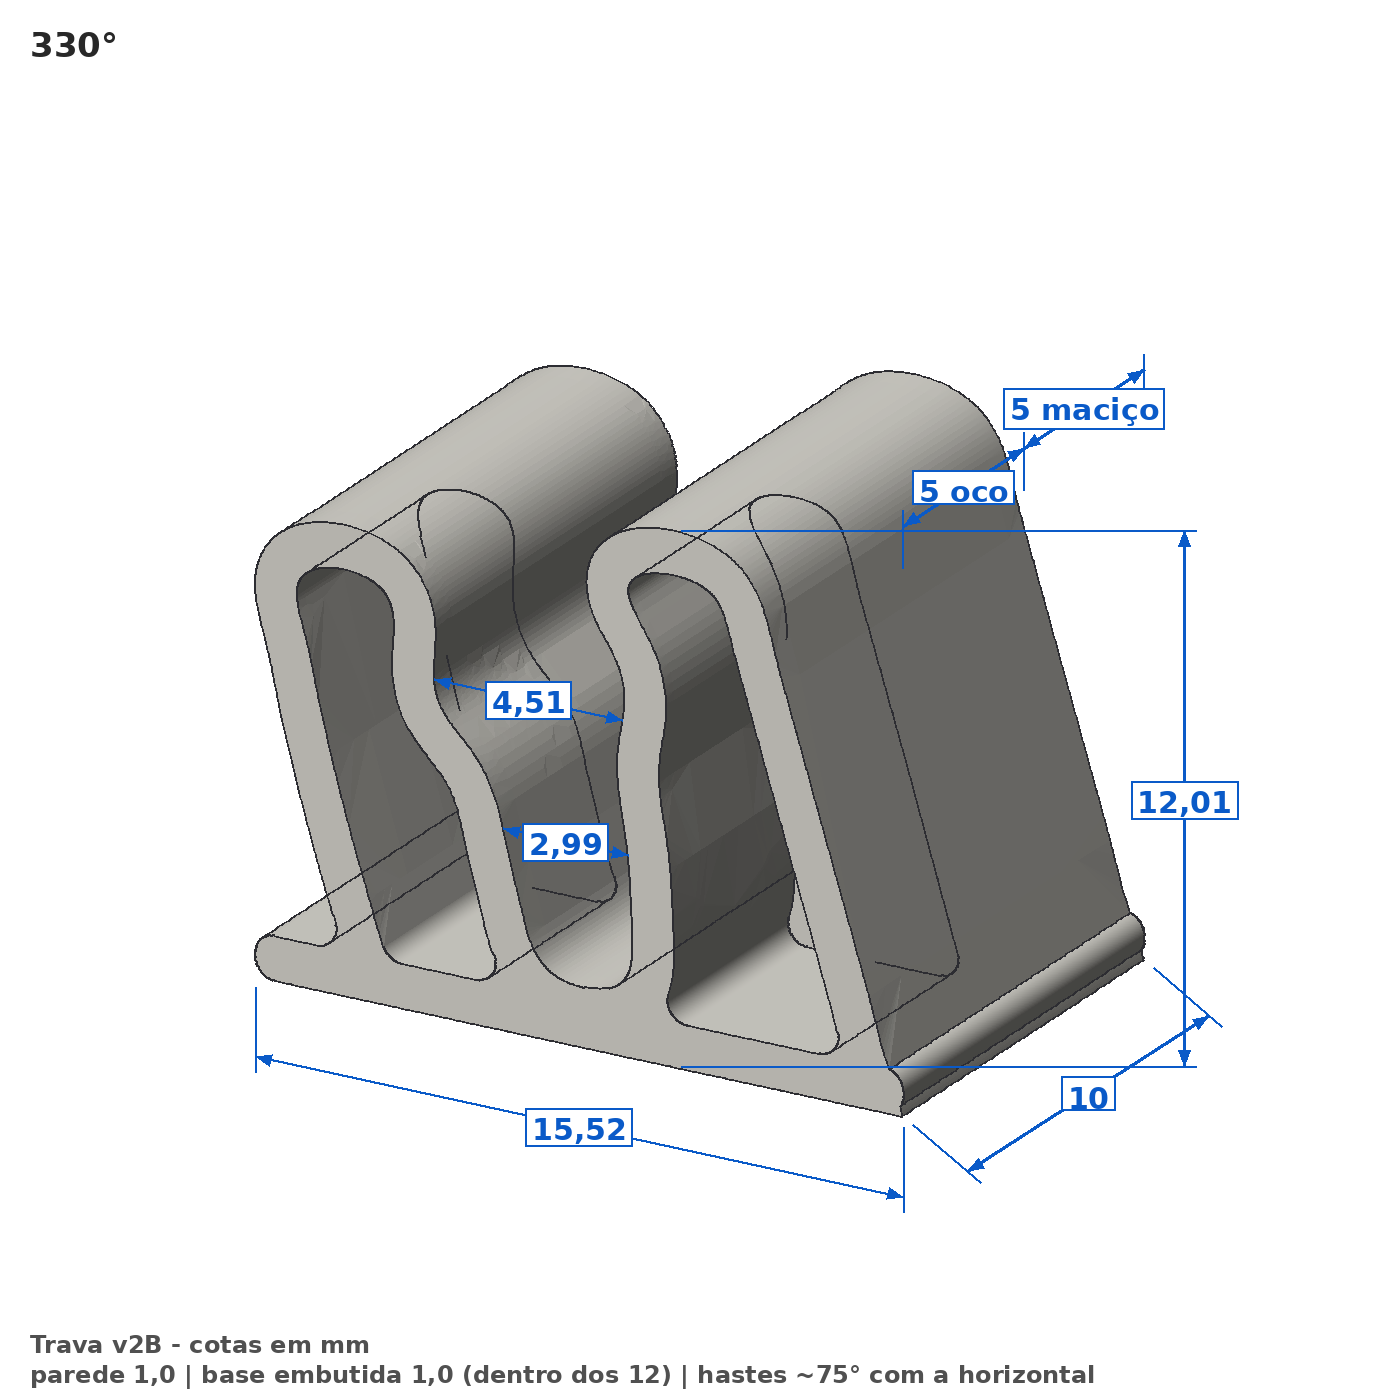 330°
5 maciço
5 oco
4,51
12,01
2,99
10
15,52
Trava v2B - cotas em mm
parede 1,0 | base embutida 1,0 (dentro dos 12) | hastes ~75° com a horizontal